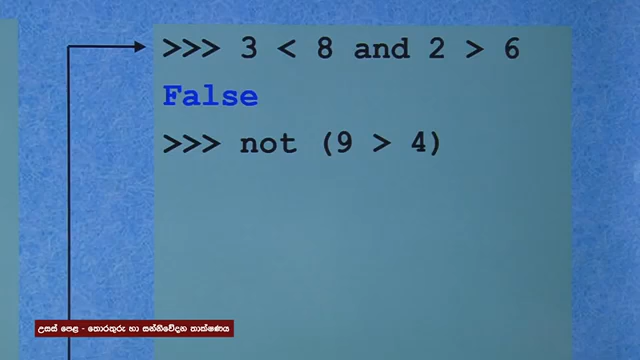 >>> 3 < 8 and 2 > 6
False
>>> not (9 > 4)
උසස් පෙළ - තොරතුරු හා සන්නිවේදන තාක්ෂණය